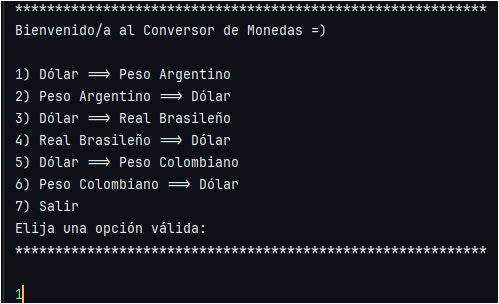 ***********************************************************
Bienvenido/a al Conversor de Monedas =)
1) Dólar ==> Peso Argentino
2) Peso Argentino ==> Dólar
3) Dólar ==> Real Brasileño
4) Real Brasileño ==> Dólar
5) Dólar ==> Peso Colombiano
6) Peso Colombiano ==> Dólar
7) Salir
Elija una opción válida:
***********************************************************
1